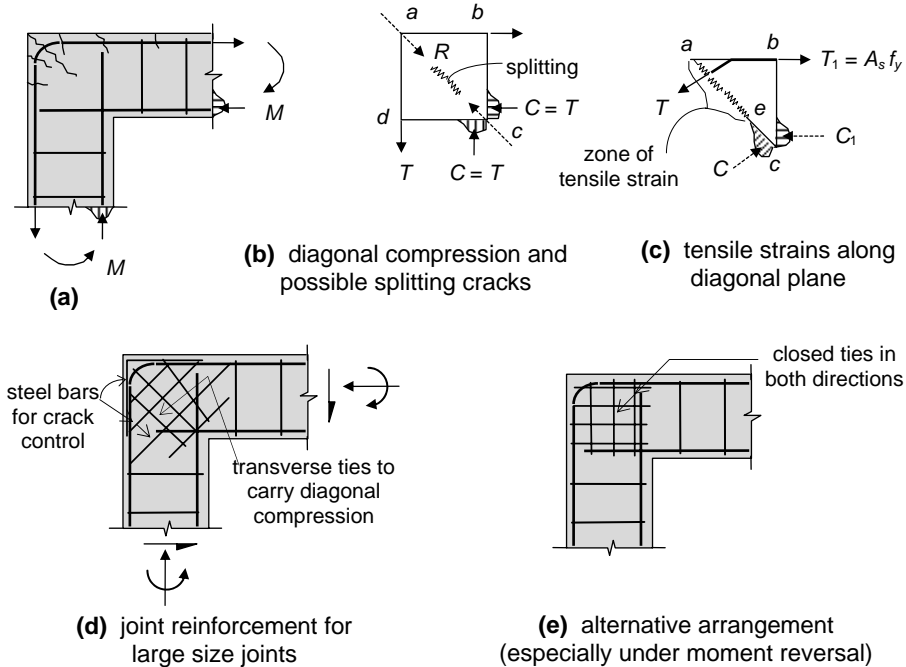 M
M
(a)
a
b
R
splitting
d
C = T
c
T
C = T
(b) diagonal compression and
possible splitting cracks
a
b
T₁ = Aₛ f_y
T
e
zone of
tensile strain
C₁
C
c
(c) tensile strains along
diagonal plane
steel bars
for crack
control
transverse ties to
carry diagonal
compression
(d) joint reinforcement for
large size joints
closed ties in
both directions
(e) alternative arrangement
(especially under moment reversal)